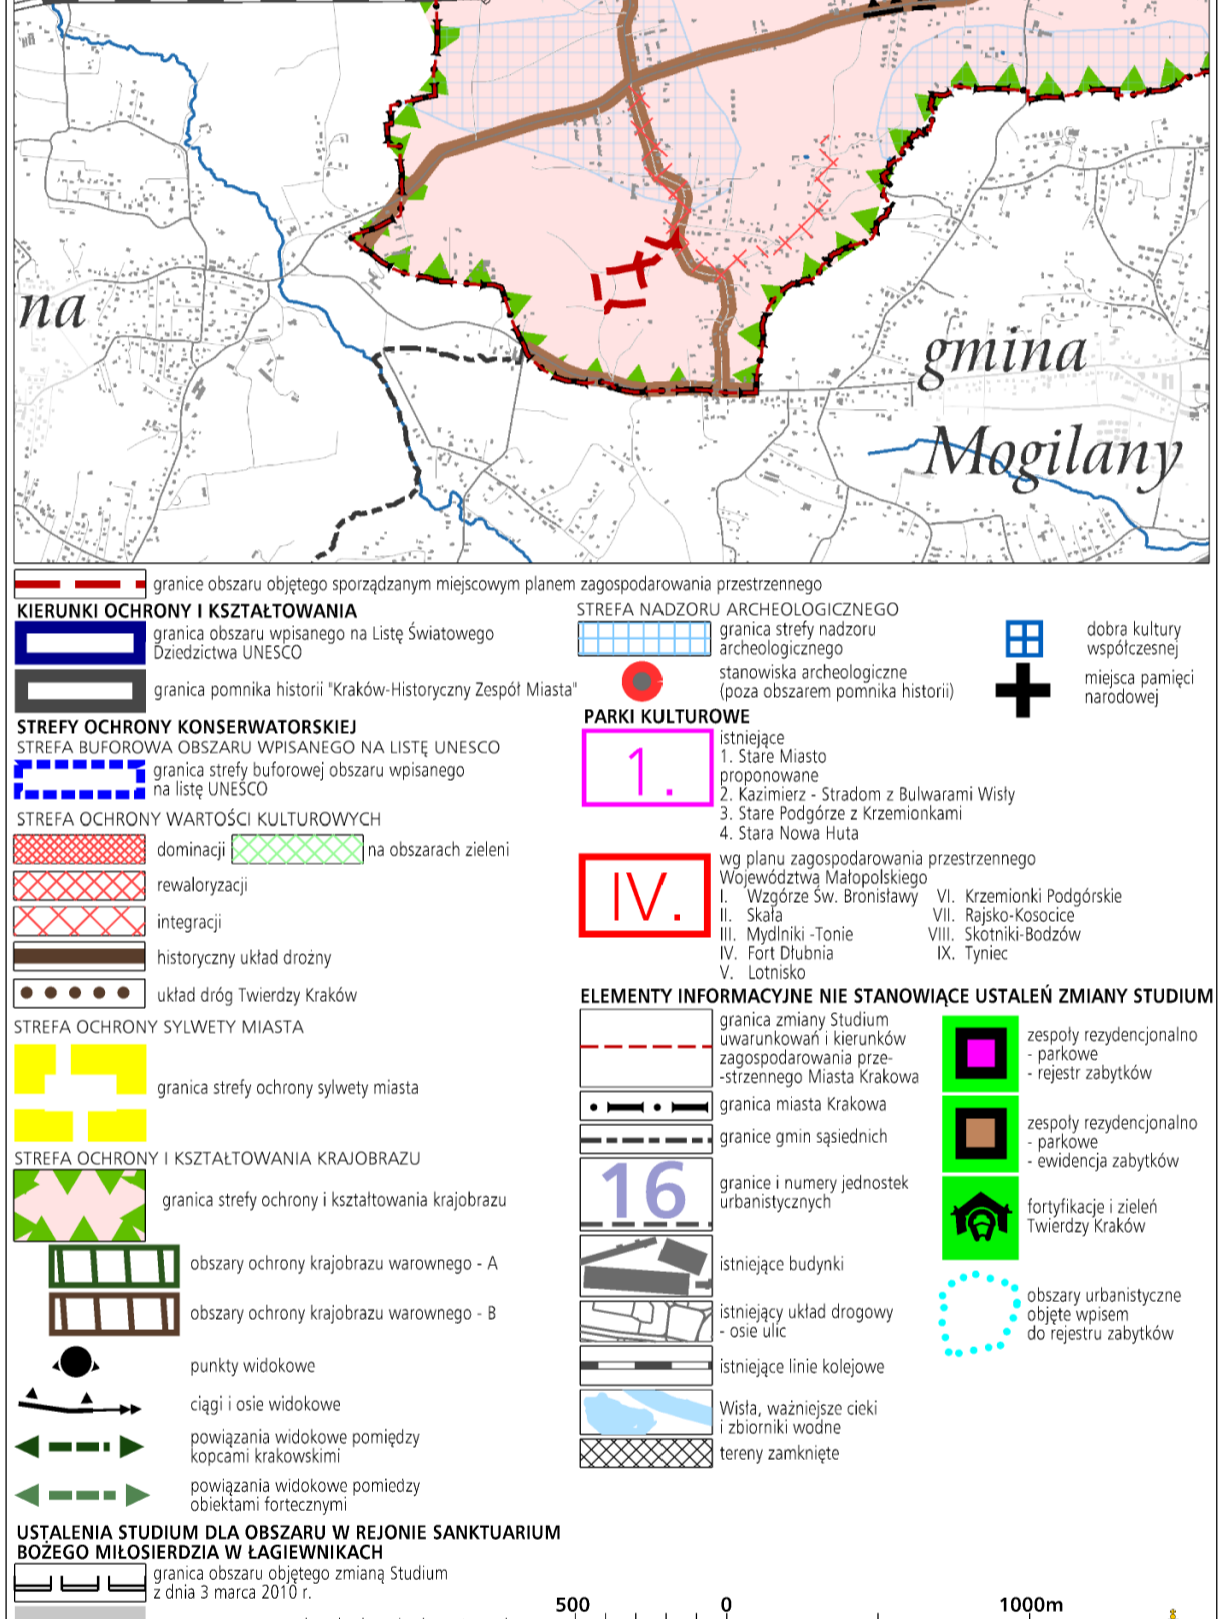 na
gmina
Mogilany
granice obszaru objętego sporządzanym miejscowym planem zagospodarowania przestrzennego
KIERUNKI OCHRONY I KSZTAŁTOWANIA
granica obszaru wpisanego na Listę Światowego
Dziedzictwa UNESCO
granica pomnika historii "Kraków-Historyczny Zespół Miasta"
STREFY OCHRONY KONSERWATORSKIEJ
STREFA BUFOROWA OBSZARU WPISANEGO NA LISTĘ UNESCO
granica strefy buforowej obszaru wpisanego
na listę UNESCO
STREFA OCHRONY WARTOŚCI KULTUROWYCH
dominacji
na obszarach zieleni
rewaloryzacji
integracji
historyczny układ drożny
układ dróg Twierdzy Kraków
STREFA OCHRONY SYLWETY MIASTA
granica strefy ochrony sylwety miasta
STREFA OCHRONY I KSZTAŁTOWANIA KRAJOBRAZU
granica strefy ochrony i kształtowania krajobrazu
obszary ochrony krajobrazu warownego - A
obszary ochrony krajobrazu warownego - B
punkty widokowe
ciągi i osie widokowe
powiązania widokowe pomiędzy
kopcami krakowskimi
powiązania widokowe pomiedzy
obiektami fortecznymi
USTALENIA STUDIUM DLA OBSZARU W REJONIE SANKTUARIUM
BOŻEGO MIŁOSIERDZIA W ŁAGIEWNIKACH
granica obszaru objętego zmianą Studium
z dnia 3 marca 2010 r.
STREFA NADZORU ARCHEOLOGICZNEGO
granica strefy nadzoru
archeologicznego
stanowiska archeologiczne
(poza obszarem pomnika historii)
dobra kultury
współczesnej
miejsca pamięci
narodowej
PARKI KULTUROWE
1.
istniejące
1. Stare Miasto
proponowane
2. Kazimierz - Stradom z Bulwarami Wisły
3. Stare Podgórze z Krzemionkami
4. Stara Nowa Huta
IV.
wg planu zagospodarowania przestrzennego
Województwa Małopolskiego
I. Wzgórze Św. Bronisławy
II. Skała
III. Mydlniki -Tonie
IV. Fort Dłubnia
V. Lotnisko
VI. Krzemionki Podgórskie
VII. Rajsko-Kosocice
VIII. Skotniki-Bodzów
IX. Tyniec
ELEMENTY INFORMACYJNE NIE STANOWIĄCE USTALEŃ ZMIANY STUDIUM
granica zmiany Studium
uwarunkowań i kierunków
zagospodarowania prze-
-strzennego Miasta Krakowa
granica miasta Krakowa
granice gmin sąsiednich
16
granice i numery jednostek
urbanistycznych
istniejące budynki
istniejący układ drogowy
- osie ulic
istniejące linie kolejowe
Wisła, ważniejsze cieki
i zbiorniki wodne
tereny zamknięte
zespoły rezydencjonalno
- parkowe
- rejestr zabytków
zespoły rezydencjonalno
- parkowe
- ewidencja zabytków
fortyfikacje i zieleń
Twierdzy Kraków
obszary urbanistyczne
objęte wpisem
do rejestru zabytków
500 0 1000m